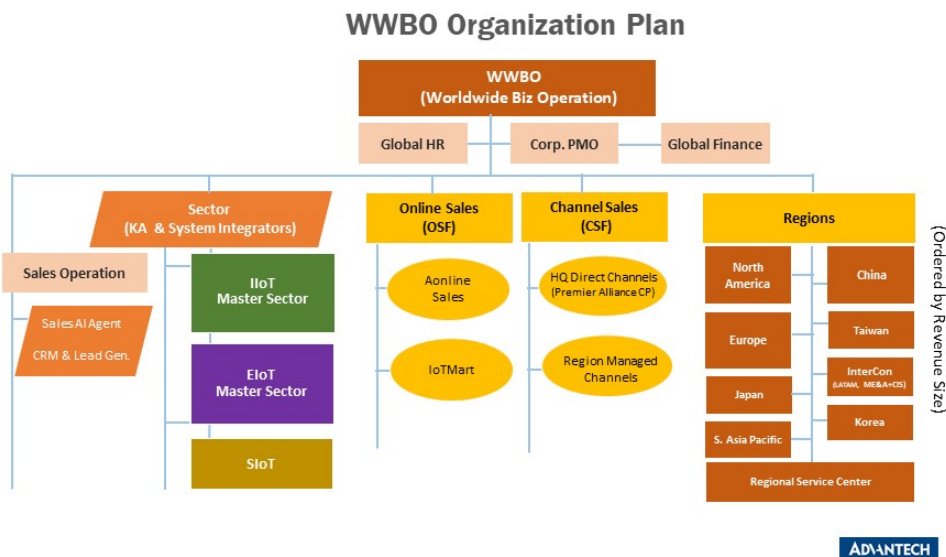 WWBO Organization Plan
WWBO
(Worldwide Biz Operation)
Global HR
Corp. PMO
Global Finance
Sector
(KA & System Integrators)
Online Sales
(OSF)
Channel Sales
(CSF)
Regions
Sales Operation
Sales AI Agent
CRM & Lead Gen.
IIoT
Master Sector
EIoT
Master Sector
SIoT
Aonline
Sales
IoTMart
HQ Direct Channels
(Premier Alliance CP)
Region Managed
Channels
North
America
China
Europe
Taiwan
Japan
InterCon
(LATAM, ME&A+CIS)
S. Asia Pacific
Korea
Regional Service Center
(Ordered by Revenue Size)
ADVANTECH